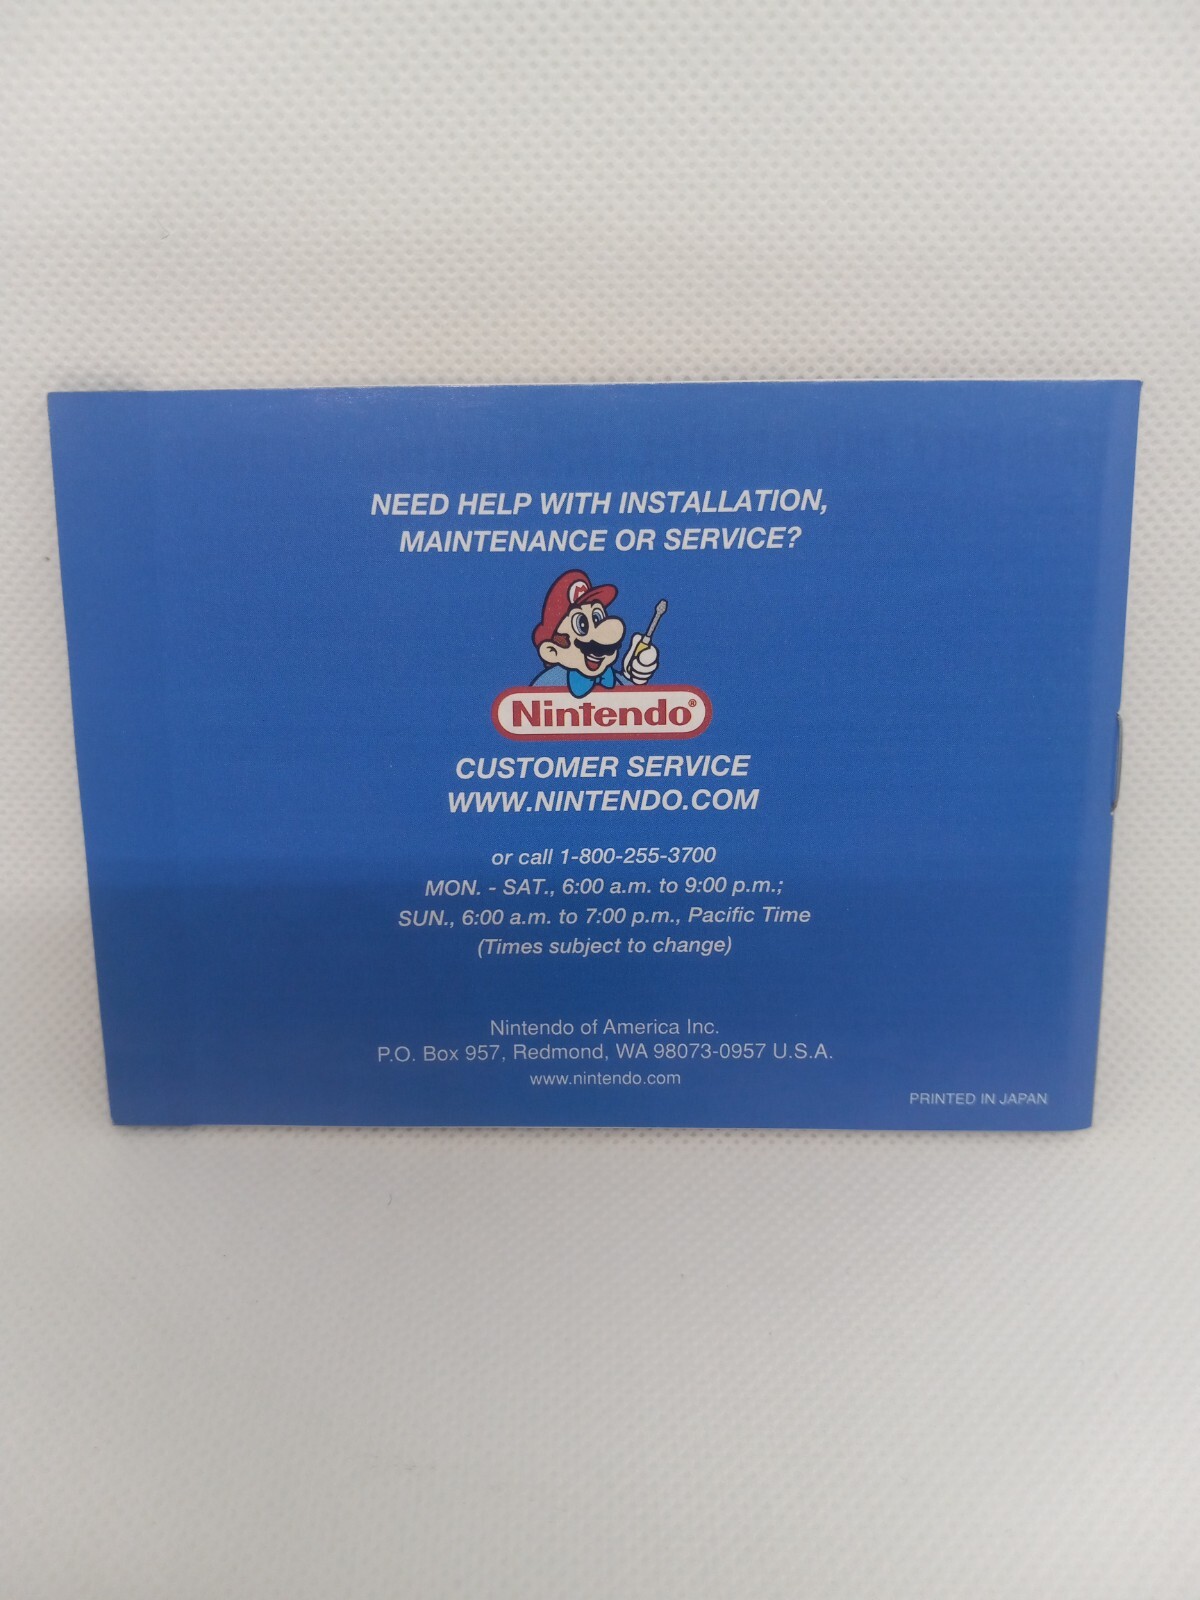 NEED HELP WITH INSTALLATION,
MAINTENANCE OR SERVICE?
M
Nintendo®
CUSTOMER SERVICE
WWW.NINTENDO.COM
or call 1-800-255-3700
MON. - SAT., 6:00 a.m. to 9:00 p.m.;
SUN., 6:00 a.m. to 7:00 p.m., Pacific Time
(Times subject to change)
Nintendo of America Inc.
P.O. Box 957, Redmond, WA 98073-0957 U.S.A.
www.nintendo.com
PRINTED IN JAPAN